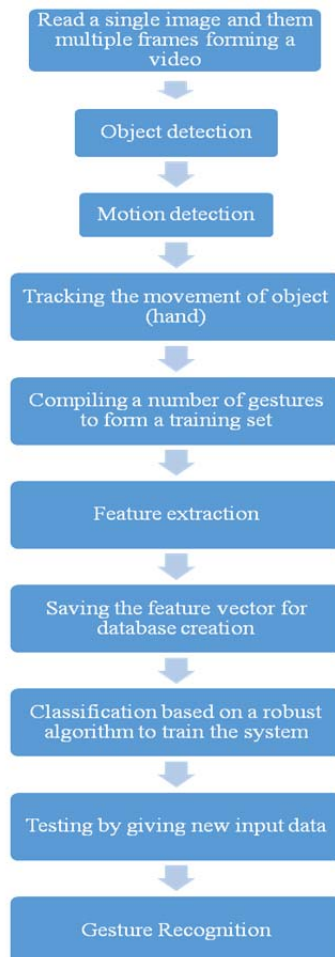 Read a single image and them
multiple frames forming a
video
Object detection
Motion detection
Tracking the movement of object
(hand)
Compiling a number of gestures
to form a training set
Feature extraction
Saving the feature vector for
database creation
Classification based on a robust
algorithm to train the system
Testing by giving new input data
Gesture Recognition